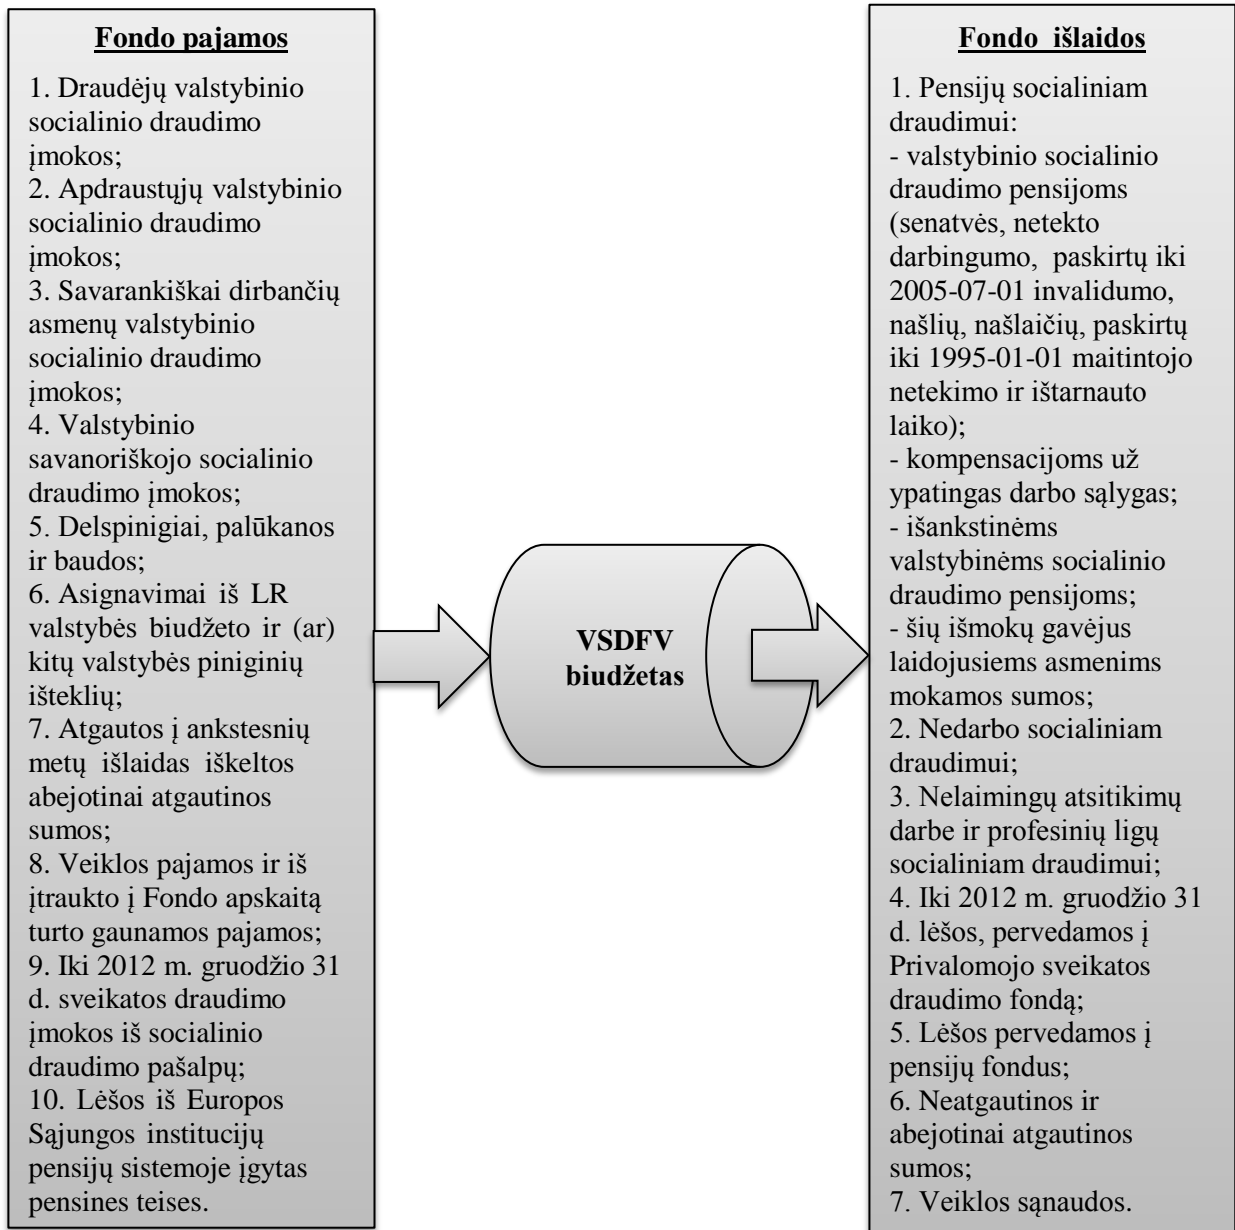 Fondo pajamos
1. Draudėjų valstybinio
socialinio draudimo
įmokos;
2. Apdraustųjų valstybinio
socialinio draudimo
įmokos;
3. Savarankiškai dirbančių
asmenų valstybinio
socialinio draudimo
įmokos;
4. Valstybinio
savanoriškojo socialinio
draudimo įmokos;
5. Delspinigiai, palūkanos
ir baudos;
6. Asignavimai iš LR
valstybės biudžeto ir (ar)
kitų valstybės piniginių
išteklių;
7. Atgautos į ankstesnių
metų išlaidas iškeltos
abejotinai atgautinos
sumos;
8. Veiklos pajamos ir iš
įtraukto į Fondo apskaitą
turto gaunamos pajamos;
9. Iki 2012 m. gruodžio 31
d. sveikatos draudimo
įmokos iš socialinio
draudimo pašalpų;
10. Lėšos iš Europos
Sąjungos institucijų
pensijų sistemoje įgytas
pensines teises.
VSDFV
biudžetas
Fondo išlaidos
1. Pensijų socialiniam
draudimui:
- valstybinio socialinio
draudimo pensijoms
(senatvės, netekto
darbingumo, paskirtų iki
2005-07-01 invalidumo,
našlių, našlaičių, paskirtų
iki 1995-01-01 maitintojo
netekimo ir ištarnauto
laiko);
- kompensacijoms už
ypatingas darbo sąlygas;
- išankstinėms
valstybinėms socialinio
draudimo pensijoms;
- šių išmokų gavėjus
laidojusiems asmenims
mokamos sumos;
2. Nedarbo socialiniam
draudimui;
3. Nelaimingų atsitikimų
darbe ir profesinių ligų
socialiniam draudimui;
4. Iki 2012 m. gruodžio 31
d. lėšos, pervedamos į
Privalomojo sveikatos
draudimo fondą;
5. Lėšos pervedamos į
pensijų fondus;
6. Neatgautinos ir
abejotinai atgautinos
sumos;
7. Veiklos sąnaudos.